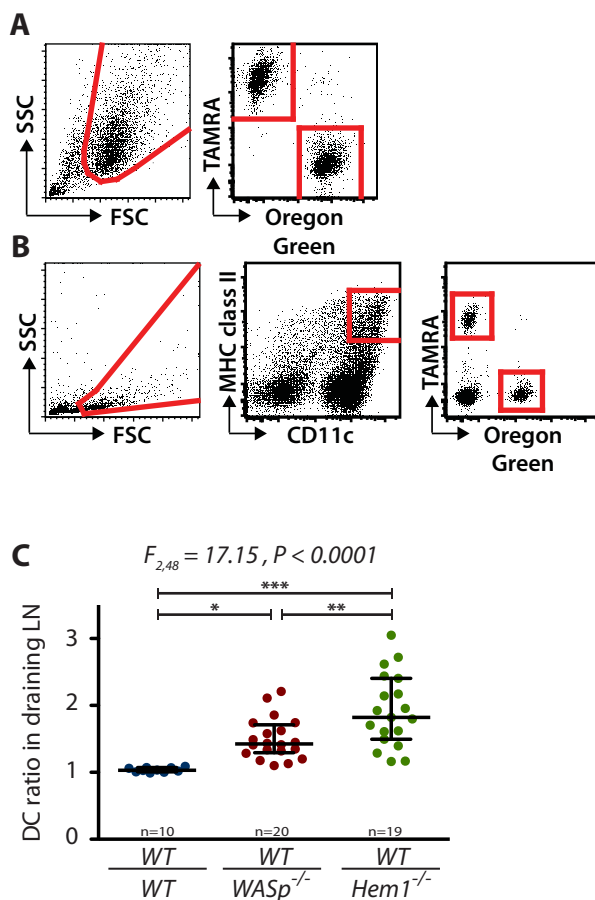 A
SSC
FSC
TAMRA
Oregon
Green
B
SSC
FSC
MHC class II
CD11c
TAMRA
Oregon
Green
C
F2,48 = 17.15 , P < 0.0001
***
* **
DC ratio in draining LN
3
2
1
0
n=10 n=20 n=19
WT WT WT
WT WASp-/- Hem1-/-